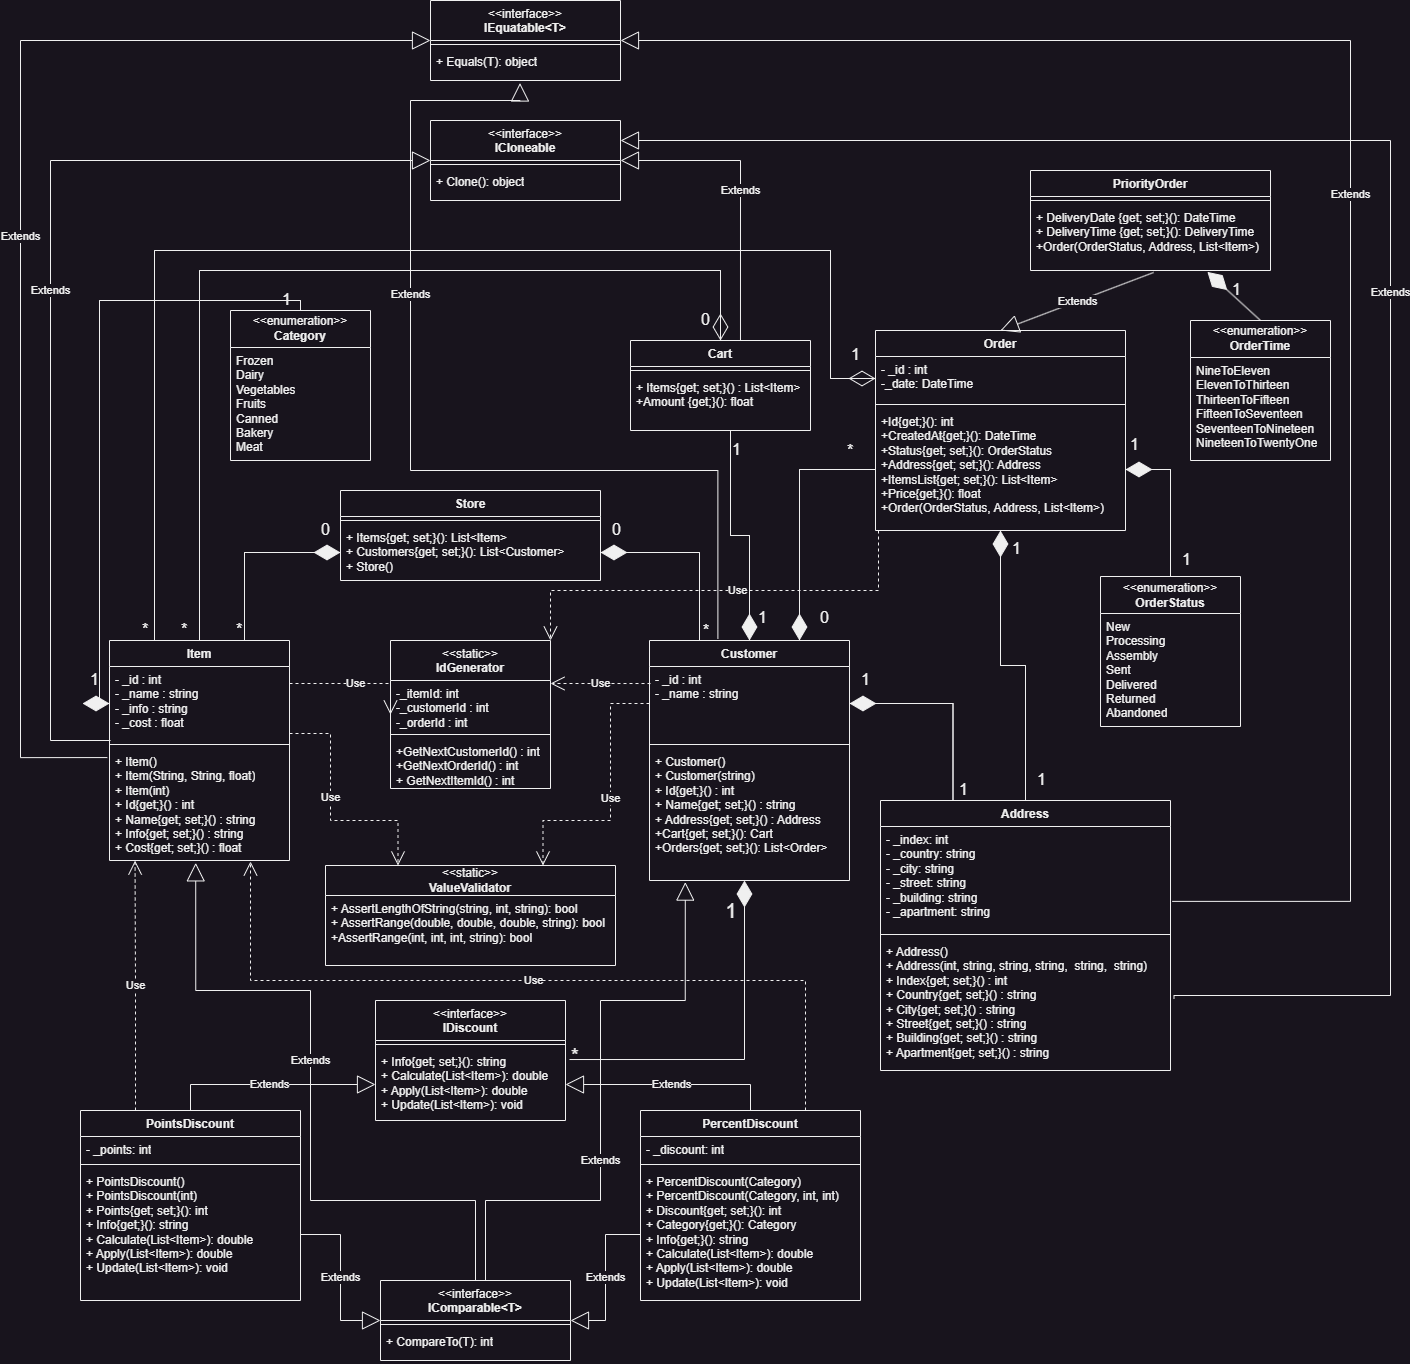 <<interface>>
IEquatable<T>
+ Equals(T): object
<<interface>>
ICloneable
+ Clone(): object
Extends
Extends
Extends
Extends
Extends
Extends
PriorityOrder
+ DeliveryDate {get; set;}(): DateTime
+ DeliveryTime {get; set;}(): DeliveryTime
+Order(OrderStatus, Address, List<Item>)
Extends
1
<<enumeration>>
OrderTime
NineToEleven
ElevenToThirteen
ThirteenToFifteen
FifteenToSeventeen
SeventeenToNineteen
NineteenToTwentyOne
1
<<enumeration>>
Category
Frozen
Dairy
Vegetables
Fruits
Canned
Bakery
Meat
0
Cart
+ Items{get; set;}() : List<Item>
+Amount {get;}(): float
1
1
Order
- _id : int
-_date: DateTime
+Id{get;}(): int
+CreatedAt{get;}(): DateTime
+Status{get; set;}(): OrderStatus
+Address{get; set;}(): Address
+ItemsList{get; set;}(): List<Item>
+Price{get;}(): float
+Order(OrderStatus, Address, List<Item>)
*
1
1
1
<<enumeration>>
OrderStatus
New
Processing
Assembly
Sent
Delivered
Returned
Abandoned
0
Store
+ Items{get; set;}(): List<Item>
+ Customers{get; set;}(): List<Customer>
+ Store()
0
Use
* * *
* 1 0
1
Item
- _id : int
- _name : string
- _info : string
- _cost : float
+ Item()
+ Item(String, String, float)
+ Item(int)
+ Id{get;}() : int
+ Name{get; set;}() : string
+ Info{get; set;}() : string
+ Cost{get; set;}() : float
Use
Use
<<static>>
IdGenerator
-_itemId: int
-_customerId : int
-_orderId : int
+GetNextCustomerId() : int
+GetNextOrderId() : int
+ GetNextItemId() : int
Use
Use
Customer
- _id : int
- _name : string
+ Customer()
+ Customer(string)
+ Id{get;}() : int
+ Name{get; set;}() : string
+ Address{get; set;}() : Address
+Cart{get; set;}(): Cart
+Orders{get; set;}(): List<Order>
1
1
1
Address
- _index: int
- _country: string
- _city: string
- _street: string
- _building: string
- _apartment: string
+ Address()
+ Address(int, string, string, string, string, string)
+ Index{get; set;}() : int
+ Country{get; set;}() : string
+ City{get; set;}() : string
+ Street{get; set;}() : string
+ Building{get; set;}() : string
+ Apartment{get; set;}() : string
<<static>>
ValueValidator
+ AssertLengthOfString(string, int, string): bool
+ AssertRange(double, double, double, string): bool
+AssertRange(int, int, int, string): bool
1
Use
Use
<<interface>>
IDiscount
+ Info{get; set;}(): string
+ Calculate(List<Item>): double
+ Apply(List<Item>): double
+ Update(List<Item>): void
*
Extends
Extends
Extends
Extends
PointsDiscount
- _points: int
+ PointsDiscount()
+ PointsDiscount(int)
+ Points{get; set;}(): int
+ Info{get;}(): string
+ Calculate(List<Item>): double
+ Apply(List<Item>): double
+ Update(List<Item>): void
PercentDiscount
- _discount: int
+ PercentDiscount(Category)
+ PercentDiscount(Category, int, int)
+ Discount{get; set;}(): int
+ Category{get;}(): Category
+ Info{get;}(): string
+ Calculate(List<Item>): double
+ Apply(List<Item>): double
+ Update(List<Item>): void
Extends
Extends
<<interface>>
IComparable<T>
+ CompareTo(T): int